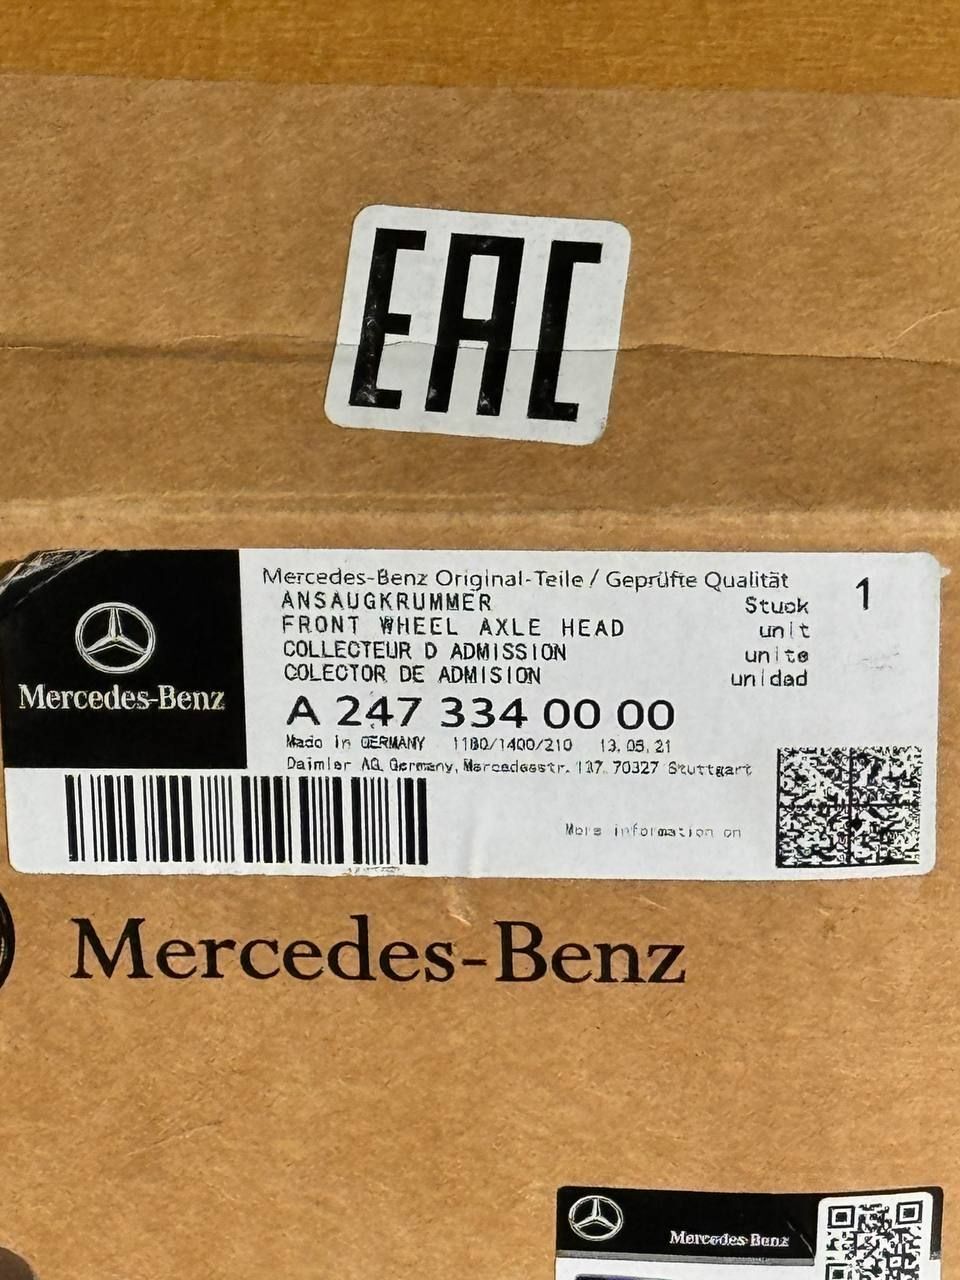 EAC
Mercedes-Benz Original-Teile / Geprüfte Qualität 1
ANSAUGKRUMMER Stuck
FRONT WHEEL AXLE HEAD unit
COLLECTEUR D ADMISSION unite
COLECTOR DE ADMISION unidad
Mercedes-Benz
A 247 334 00 00
Made in GERMANY 1180/1400/210 13.05.21
Daimler AG, Germany, Mercedesstr. 137, 70327 Stuttgart
More information on
Mercedes-Benz
Mercedes-Benz